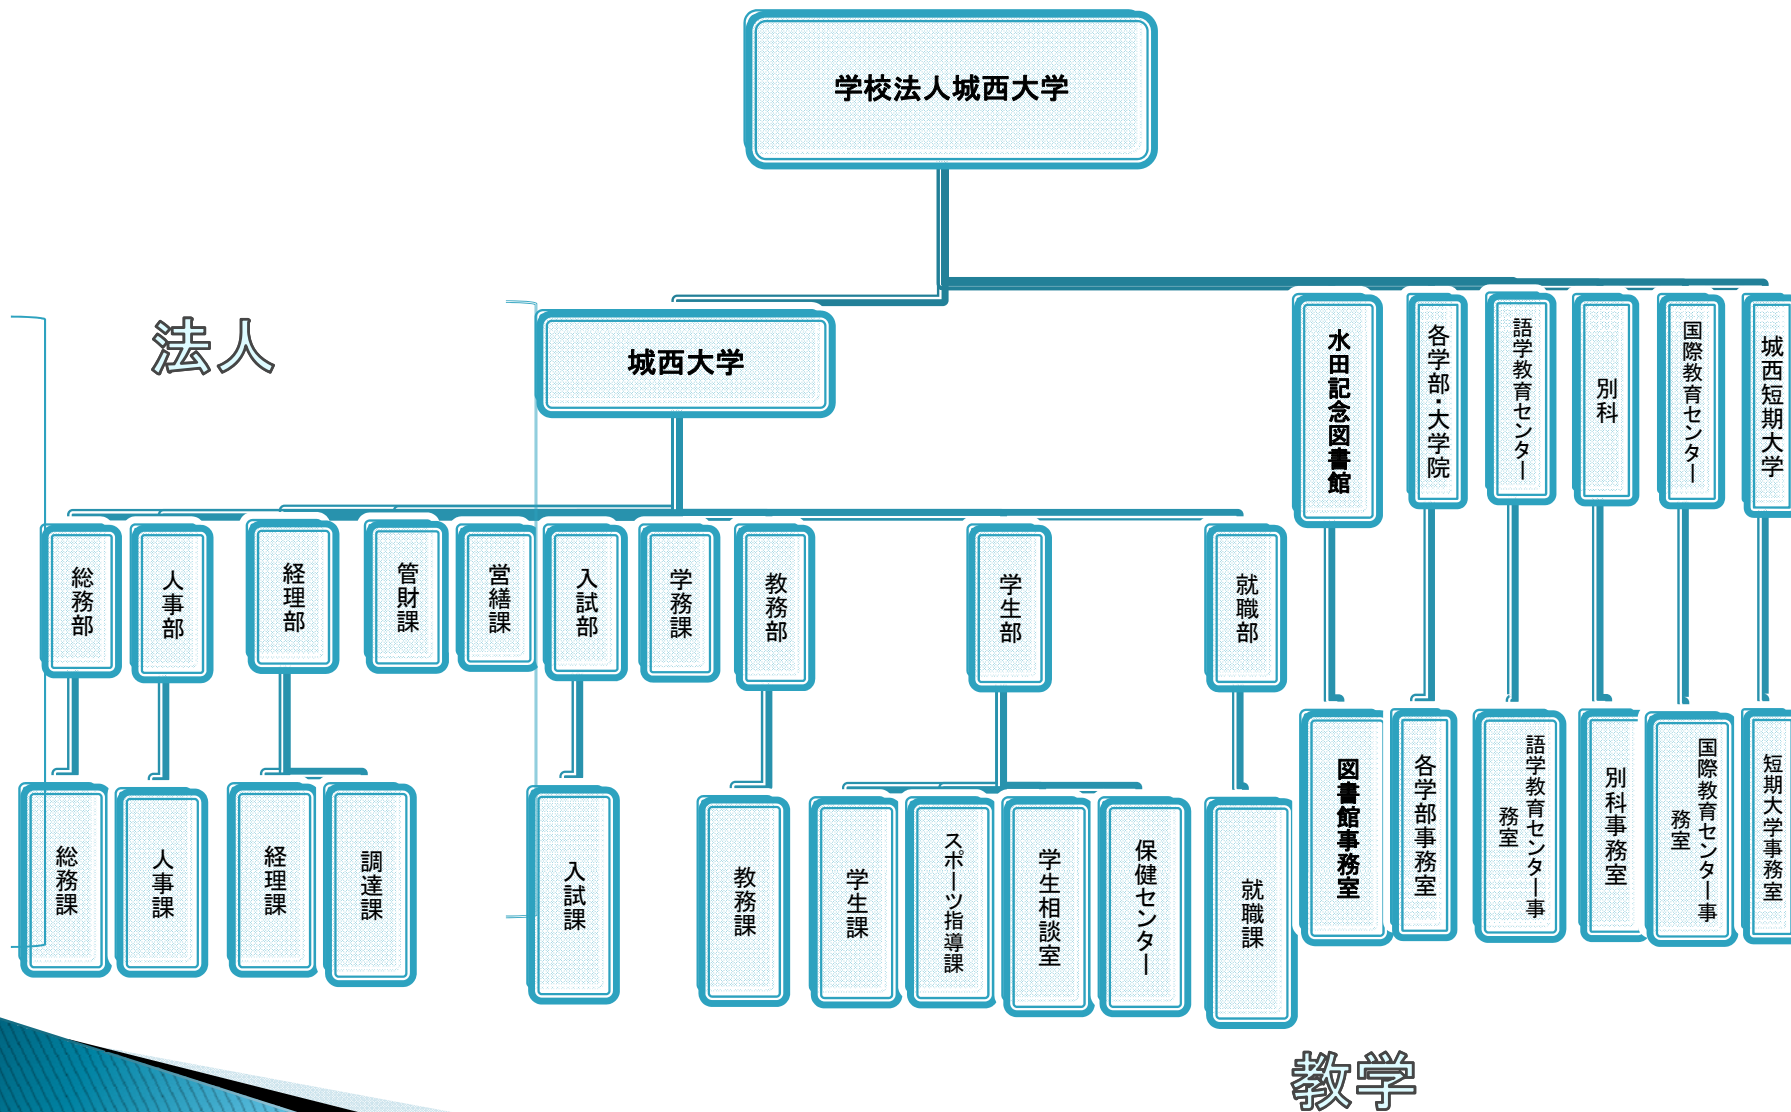 学校法人城西大学
法人
城西大学
水田記念図書館
各学部・大学院
語学教育センター
別科
国際教育センター
城西短期大学
総務部
人事部
経理部
管財課
営繕課
入試部
学務課
教務部
学生部
就職部
総務課
人事課
経理課
調達課
入試課
教務課
学生課
スポーツ指導課
学生相談室
保健センター
就職課
図書館事務室
各学部事務室
語学教育センター事
務室
別科事務室
国際教育センター事
務室
短期大学事務室
教学